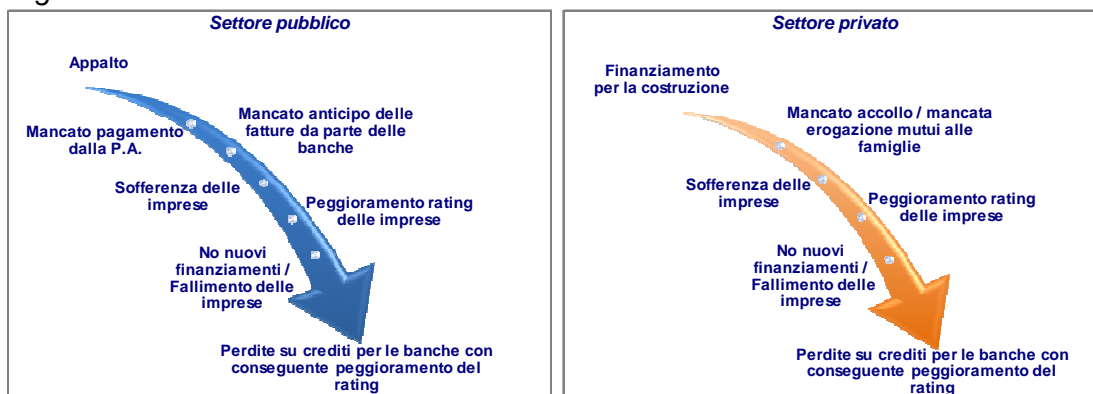 Settore pubblico
Appalto
Mancato pagamento
dalla P.A.
Mancato anticipo delle
fatture da parte delle
banche
Sofferenza delle
imprese
Peggioramento rating
delle imprese
No nuovi
finanziamenti /
Fallimento delle
imprese
Perdite su crediti per le banche con
conseguente peggioramento del
rating
Settore privato
Finanziamento
per la costruzione
Mancato accollo / mancata
erogazione mutui alle
famiglie
Sofferenza delle
imprese
Peggioramento rating
delle imprese
No nuovi
finanziamenti /
Fallimento delle
imprese
Perdite su crediti per le banche con
conseguente peggioramento del
rating